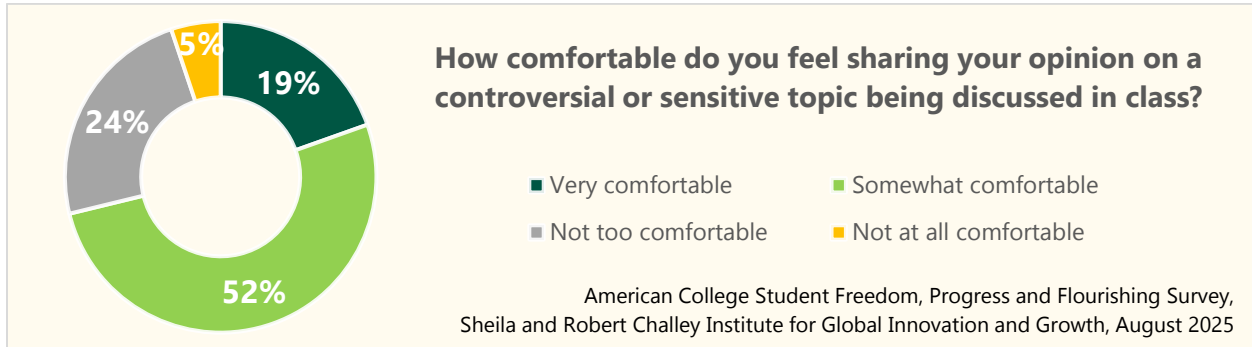 5%
19%
24%
52%
How comfortable do you feel sharing your opinion on a
controversial or sensitive topic being discussed in class?
Very comfortable
Somewhat comfortable
Not too comfortable
Not at all comfortable
American College Student Freedom, Progress and Flourishing Survey,
Sheila and Robert Challey Institute for Global Innovation and Growth, August 2025